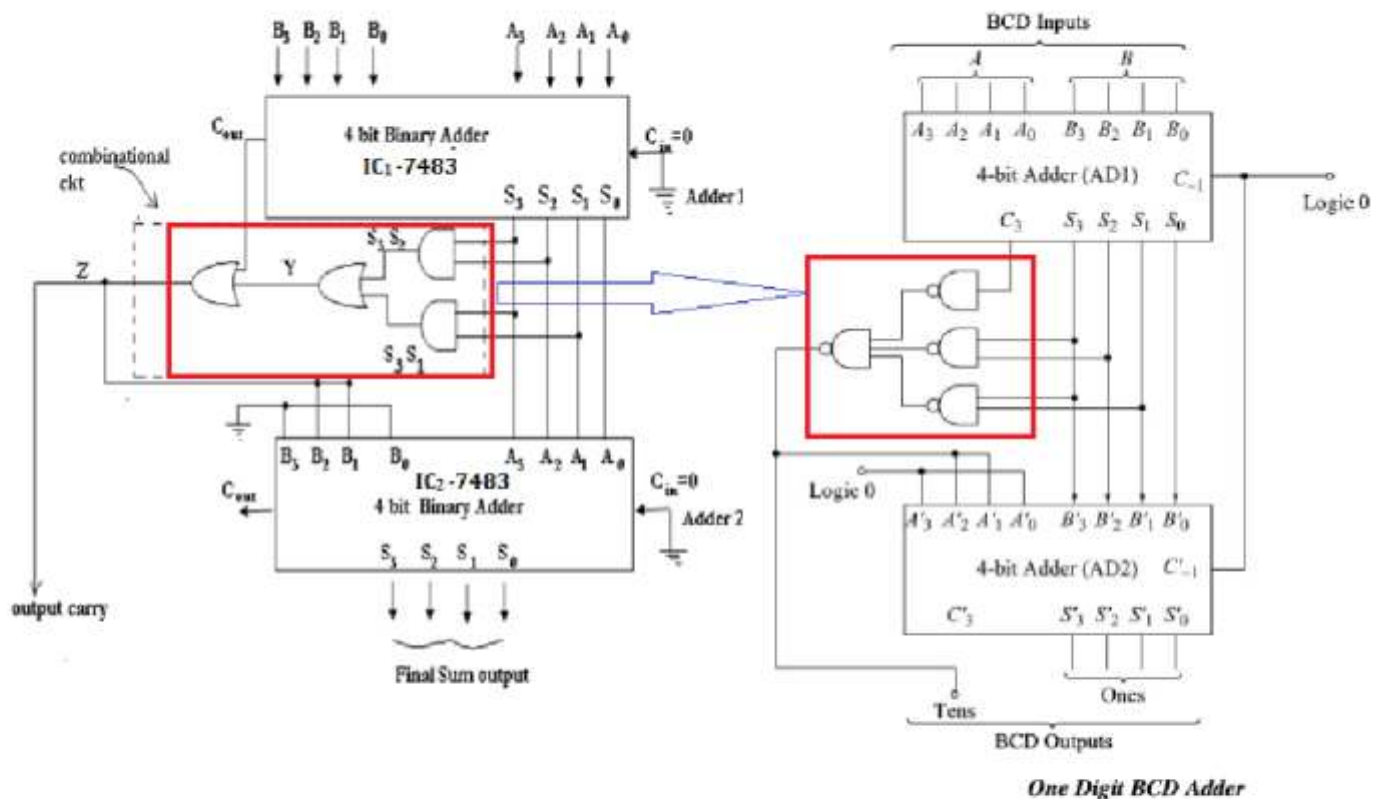 B3 B2 B1 B0 A3 A2 A1 A0
Cout
4 bit Binary Adder
Cin=0
IC1-7483
S3 S2 S1 S0
Adder 1
combinational
ckt
S3 S2
Z
Y
S3 S1
B3 B2 B1 B0 A3 A2 A1 A0
IC2-7483
Cout
4 bit Binary Adder
Cin=0
Adder 2
S3 S2 S1 S0
output carry
Final Sum output
BCD Inputs
A B
A3 A2 A1 A0 B3 B2 B1 B0
4-bit Adder (AD1) C-1
Logic 0
C3 S3 S2 S1 S0
Logic 0
A'3 A'2 A'1 A'0 B'3 B'2 B'1 B'0
4-bit Adder (AD2) C'-1
C'3 S'3 S'2 S'1 S'0
Ones
Tens
BCD Outputs
One Digit BCD Adder